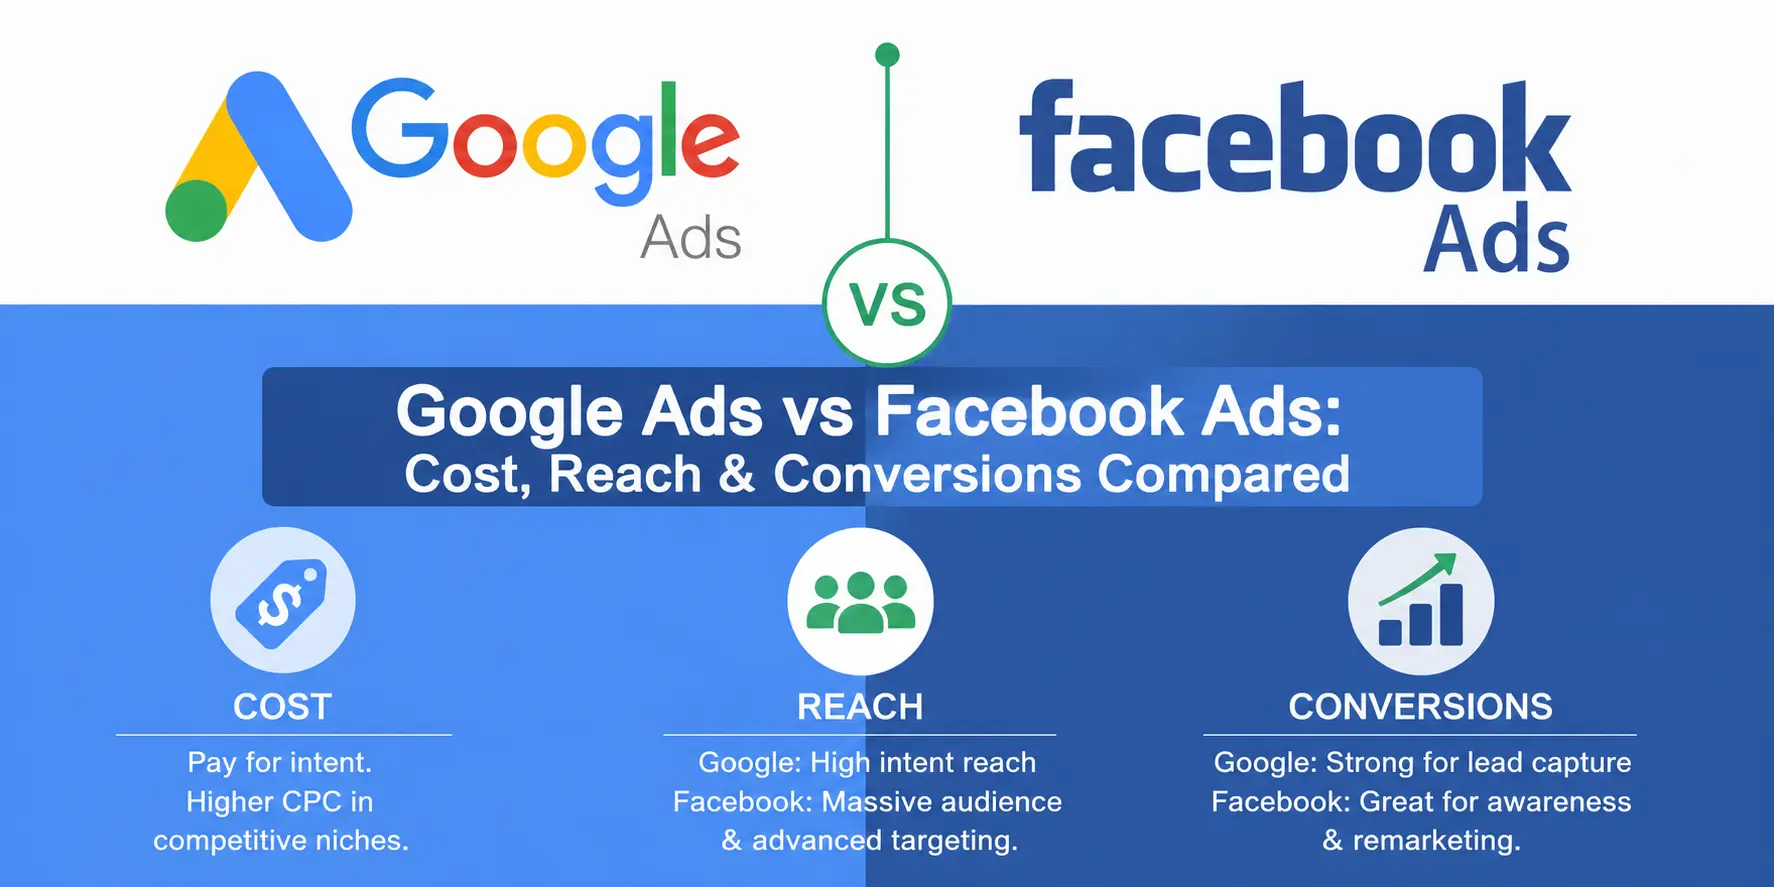 Google
Ads
facebook
Ads
VS
Google Ads vs Facebook Ads:
Cost, Reach & Conversions Compared
$
COST
Pay for intent.
Higher CPC in
competitive niches.
REACH
Google: High intent reach
Facebook: Massive audience
& advanced targeting.
CONVERSIONS
Google: Strong for lead capture
Facebook: Great for awareness
& remarketing.